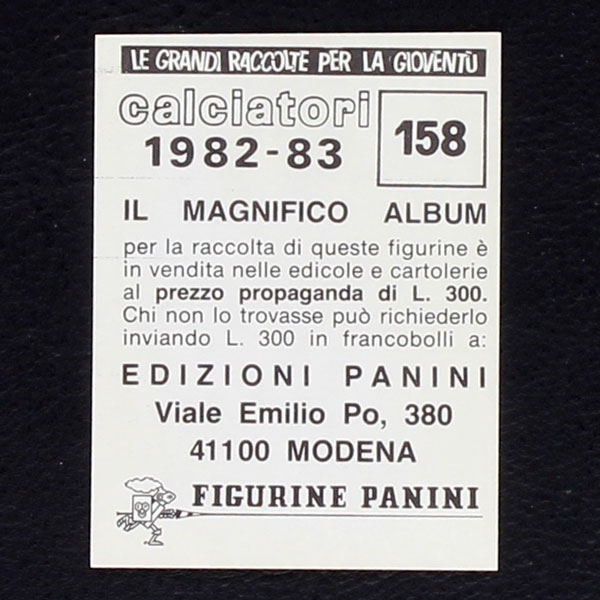 LE GRANDI RACCOLTE PER LA GIOVENTÙ
calciatori
1982-83
158
IL MAGNIFICO ALBUM
per la raccolta di queste figurine è
in vendita nelle edicole e cartolerie
al prezzo propaganda di L. 300.
Chi non lo trovasse può richiederlo
inviando L. 300 in francobolli a:
EDIZIONI PANINI
Viale Emilio Po, 380
41100 MODENA
FIGURINE PANINI